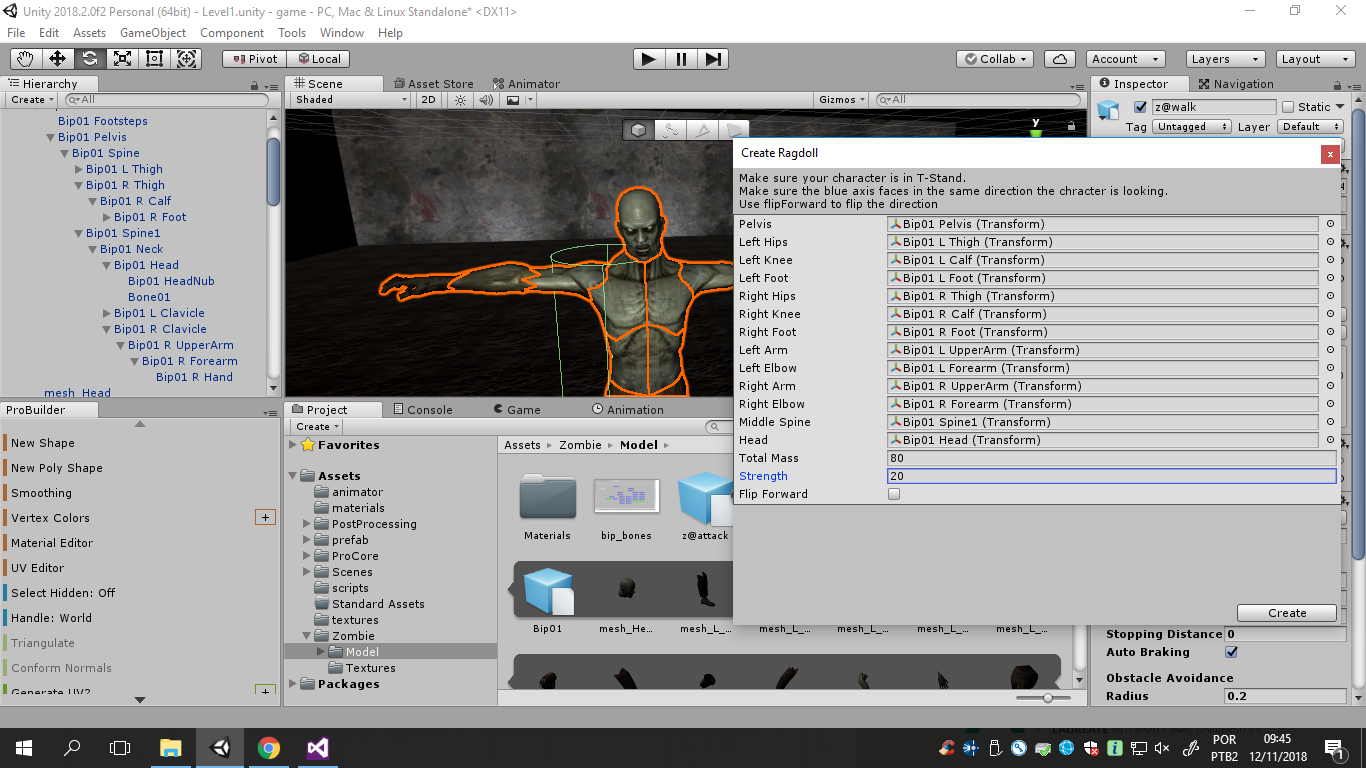 Unity 2018.2.0f2 Personal (64bit) - Level1.unity - game - PC, Mac & Linux Standalone* <DX11>
File Edit Assets GameObject Component Tools Window Help
Pivot Local Collab Account Layers Layout
Hierarchy
Create All
Bip01 Footsteps
Bip01 Pelvis
Bip01 Spine
Bip01 L Thigh
Bip01 R Thigh
Bip01 R Calf
Bip01 R Foot
Bip01 Spine1
Bip01 Neck
Bip01 Head
Bip01 HeadNub
Bone01
Bip01 L Clavicle
Bip01 R Clavicle
Bip01 R UpperArm
Bip01 R Forearm
Bip01 R Hand
mesh_Head
Scene Asset Store Animator
Shaded 2D Gizmos All
y
Inspector Navigation
z@walk Static
Tag Untagged Layer Default
Create Ragdoll
x
Make sure your character is in T-Stand.
Make sure the blue axis faces in the same direction the chracter is looking.
Use flipForward to flip the direction
Pelvis Bip01 Pelvis (Transform)
Left Hips Bip01 L Thigh (Transform)
Left Knee Bip01 L Calf (Transform)
Left Foot Bip01 L Foot (Transform)
Right Hips Bip01 R Thigh (Transform)
Right Knee Bip01 R Calf (Transform)
Right Foot Bip01 R Foot (Transform)
Left Arm Bip01 L UpperArm (Transform)
Left Elbow Bip01 L Forearm (Transform)
Right Arm Bip01 R UpperArm (Transform)
Right Elbow Bip01 R Forearm (Transform)
Middle Spine Bip01 Spine1 (Transform)
Head Bip01 Head (Transform)
Total Mass 80
Strength 20
Flip Forward
Create
ProBuilder
New Shape
New Poly Shape
Smoothing
Vertex Colors +
Material Editor
UV Editor
Select Hidden: Off
Handle: World
Triangulate
Conform Normals
Generate UV2 +
Project Console Game Animation
Create
Favorites
Assets
animator
materials
PostProcessing
prefab
ProCore
Scenes
scripts
Standard Assets
textures
Zombie
Model
Textures
Packages
Assets Zombie Model
Materials bip_bones z@attack
Bip01 mesh_He... mesh_L_... mesh_L_... mesh_L_... mesh_L_... mesh_L_...
Stopping Distance 0
Auto Braking
Obstacle Avoidance
Radius 0.2
POR
PTB2
09:45
12/11/2018
1